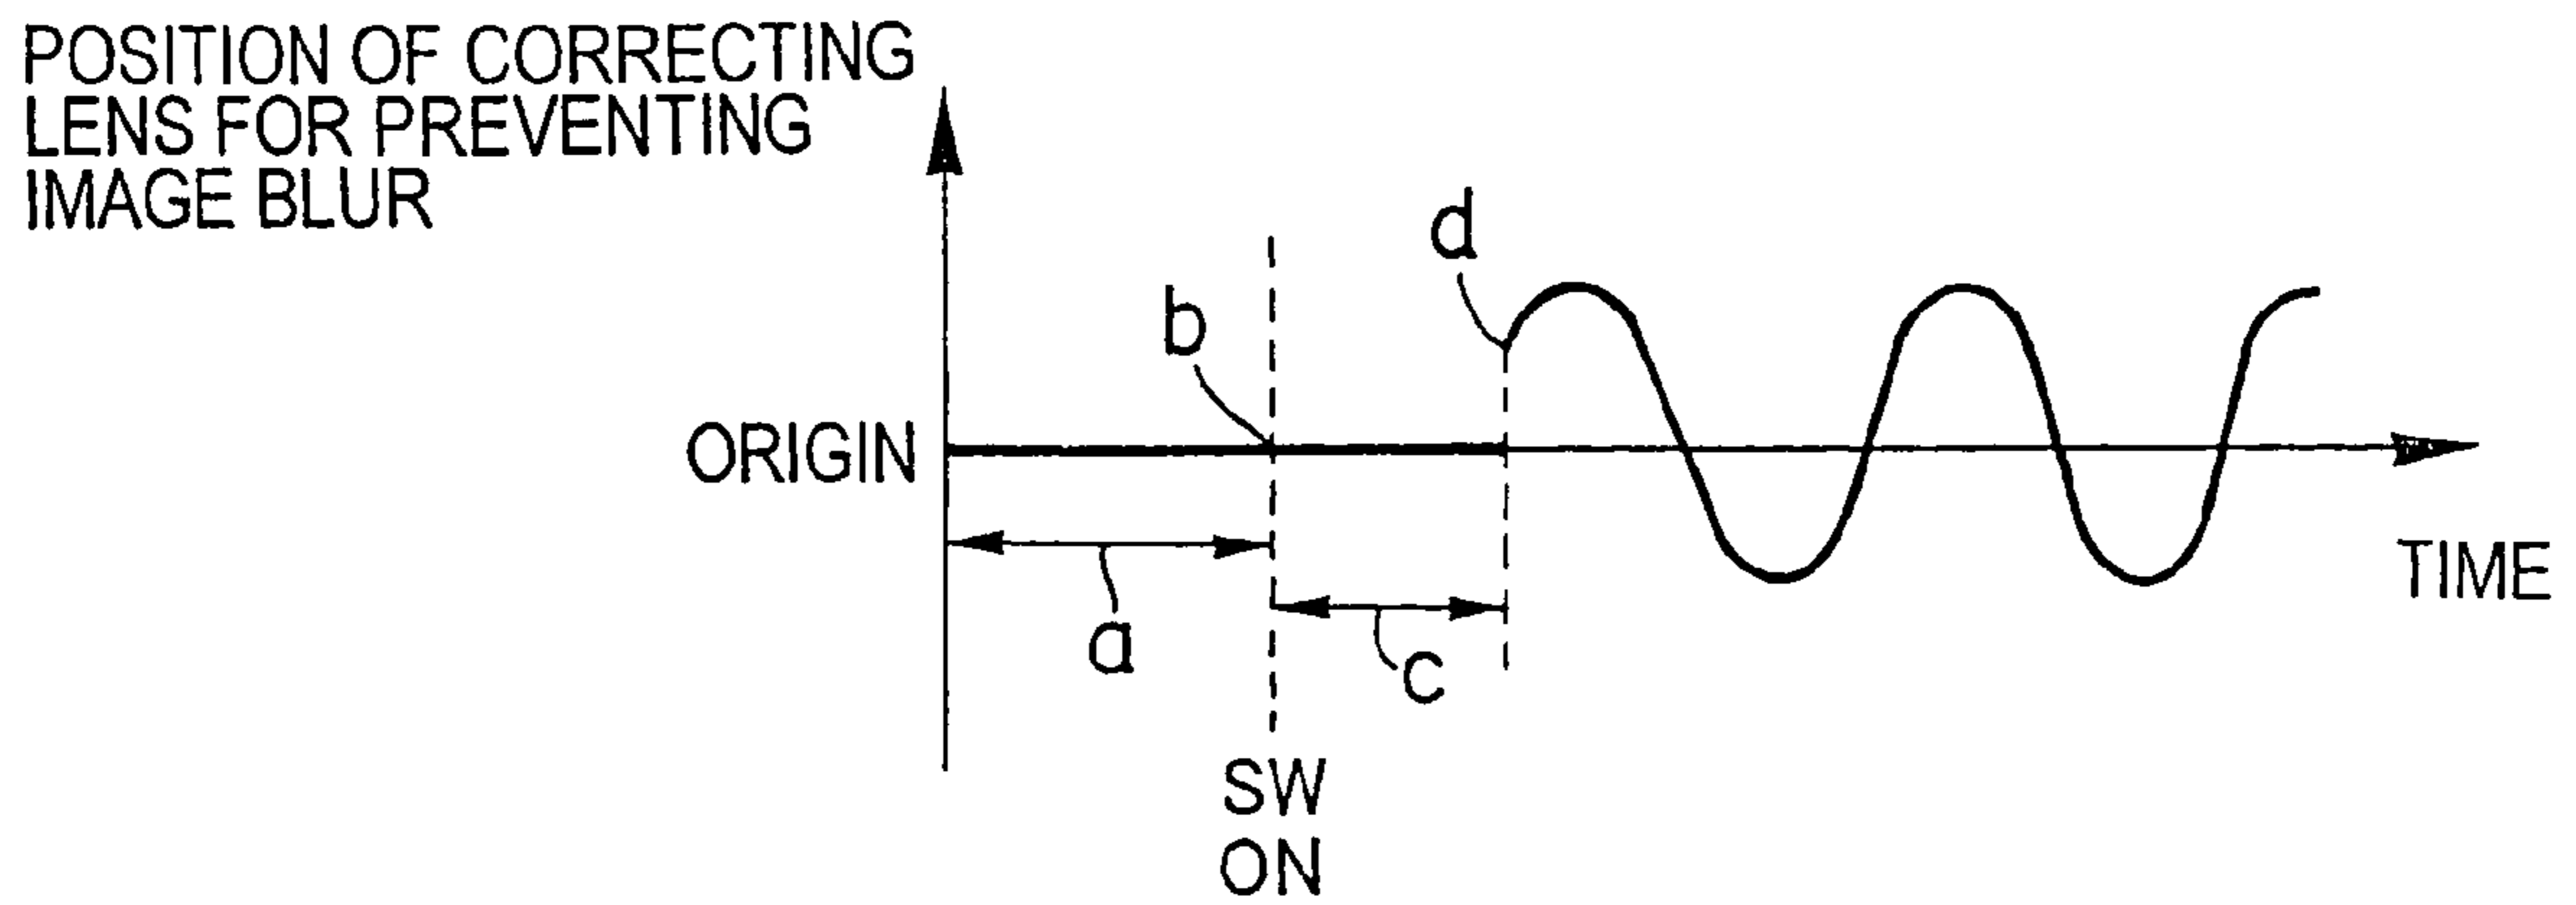 POSITION OF CORRECTING
LENS FOR PREVENTING
IMAGE BLUR
d
b
ORIGIN
TIME
a
c
SW
ON